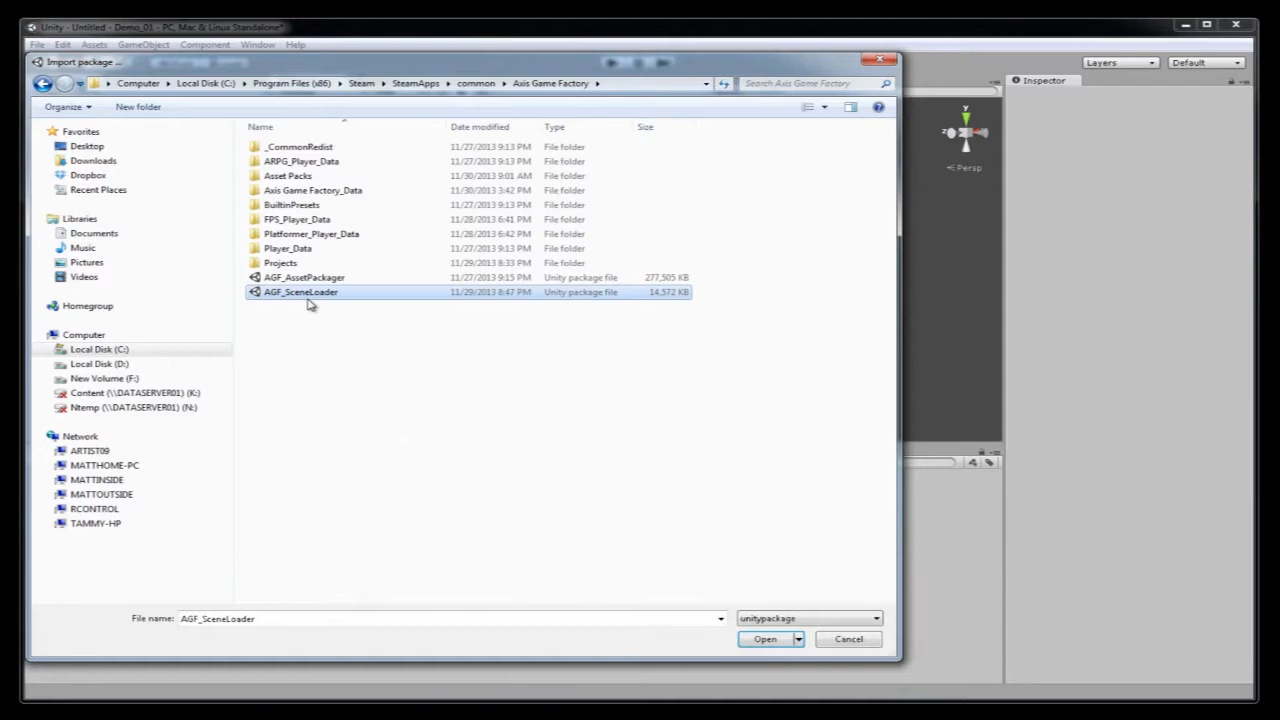 Unity - Untitled - Demo_01 - PC, Mac & Linux Standalone*
File Edit Assets GameObject Component Window Help
Import package ...
Layers Default
Computer Local Disk (C:) Program Files (x86) Steam SteamApps common Axis Game Factory Search Axis Game Factory
Inspector
Organize New folder
Name Date modified Type Size
Favorites
Desktop
Downloads
Dropbox
Recent Places
Libraries
Documents
Music
Pictures
Videos
Homegroup
Computer
Local Disk (C:)
Local Disk (D:)
New Volume (F:)
Content (\\DATASERVER01) (K:)
Ntemp (\\DATASERVER01) (N:)
Network
ARTIST09
MATTHOME-PC
MATTINSIDE
MATTOUTSIDE
RCONTROL
TAMMY-HP
_CommonRedist 11/27/2013 9:13 PM File folder
ARPG_Player_Data 11/27/2013 9:13 PM File folder
Asset Packs 11/30/2013 9:01 AM File folder
Axis Game Factory_Data 11/30/2013 3:42 PM File folder
BuiltinPresets 11/27/2013 9:13 PM File folder
FPS_Player_Data 11/28/2013 6:41 PM File folder
Platformer_Player_Data 11/28/2013 6:42 PM File folder
Player_Data 11/27/2013 9:13 PM File folder
Projects 11/29/2013 8:33 PM File folder
AGF_AssetPackager 11/27/2013 9:15 PM Unity package file 277,505 KB
AGF_SceneLoader 11/29/2013 8:47 PM Unity package file 14,572 KB
y
z
Persp
File name: AGF_SceneLoader unitypackage
Open Cancel